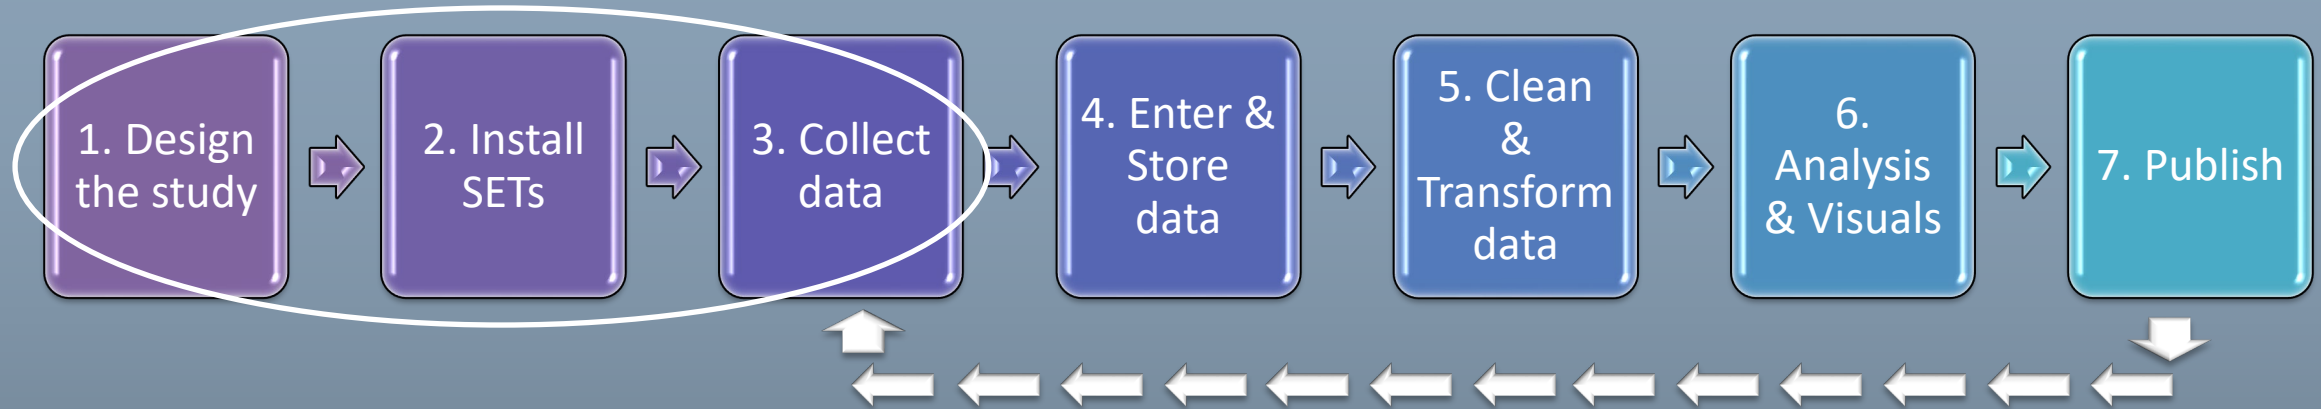 1. Design
the study
2. Install
SETs
3. Collect
data
4. Enter &
Store
data
5. Clean
&
Transform
data
6.
Analysis
& Visuals
7. Publish